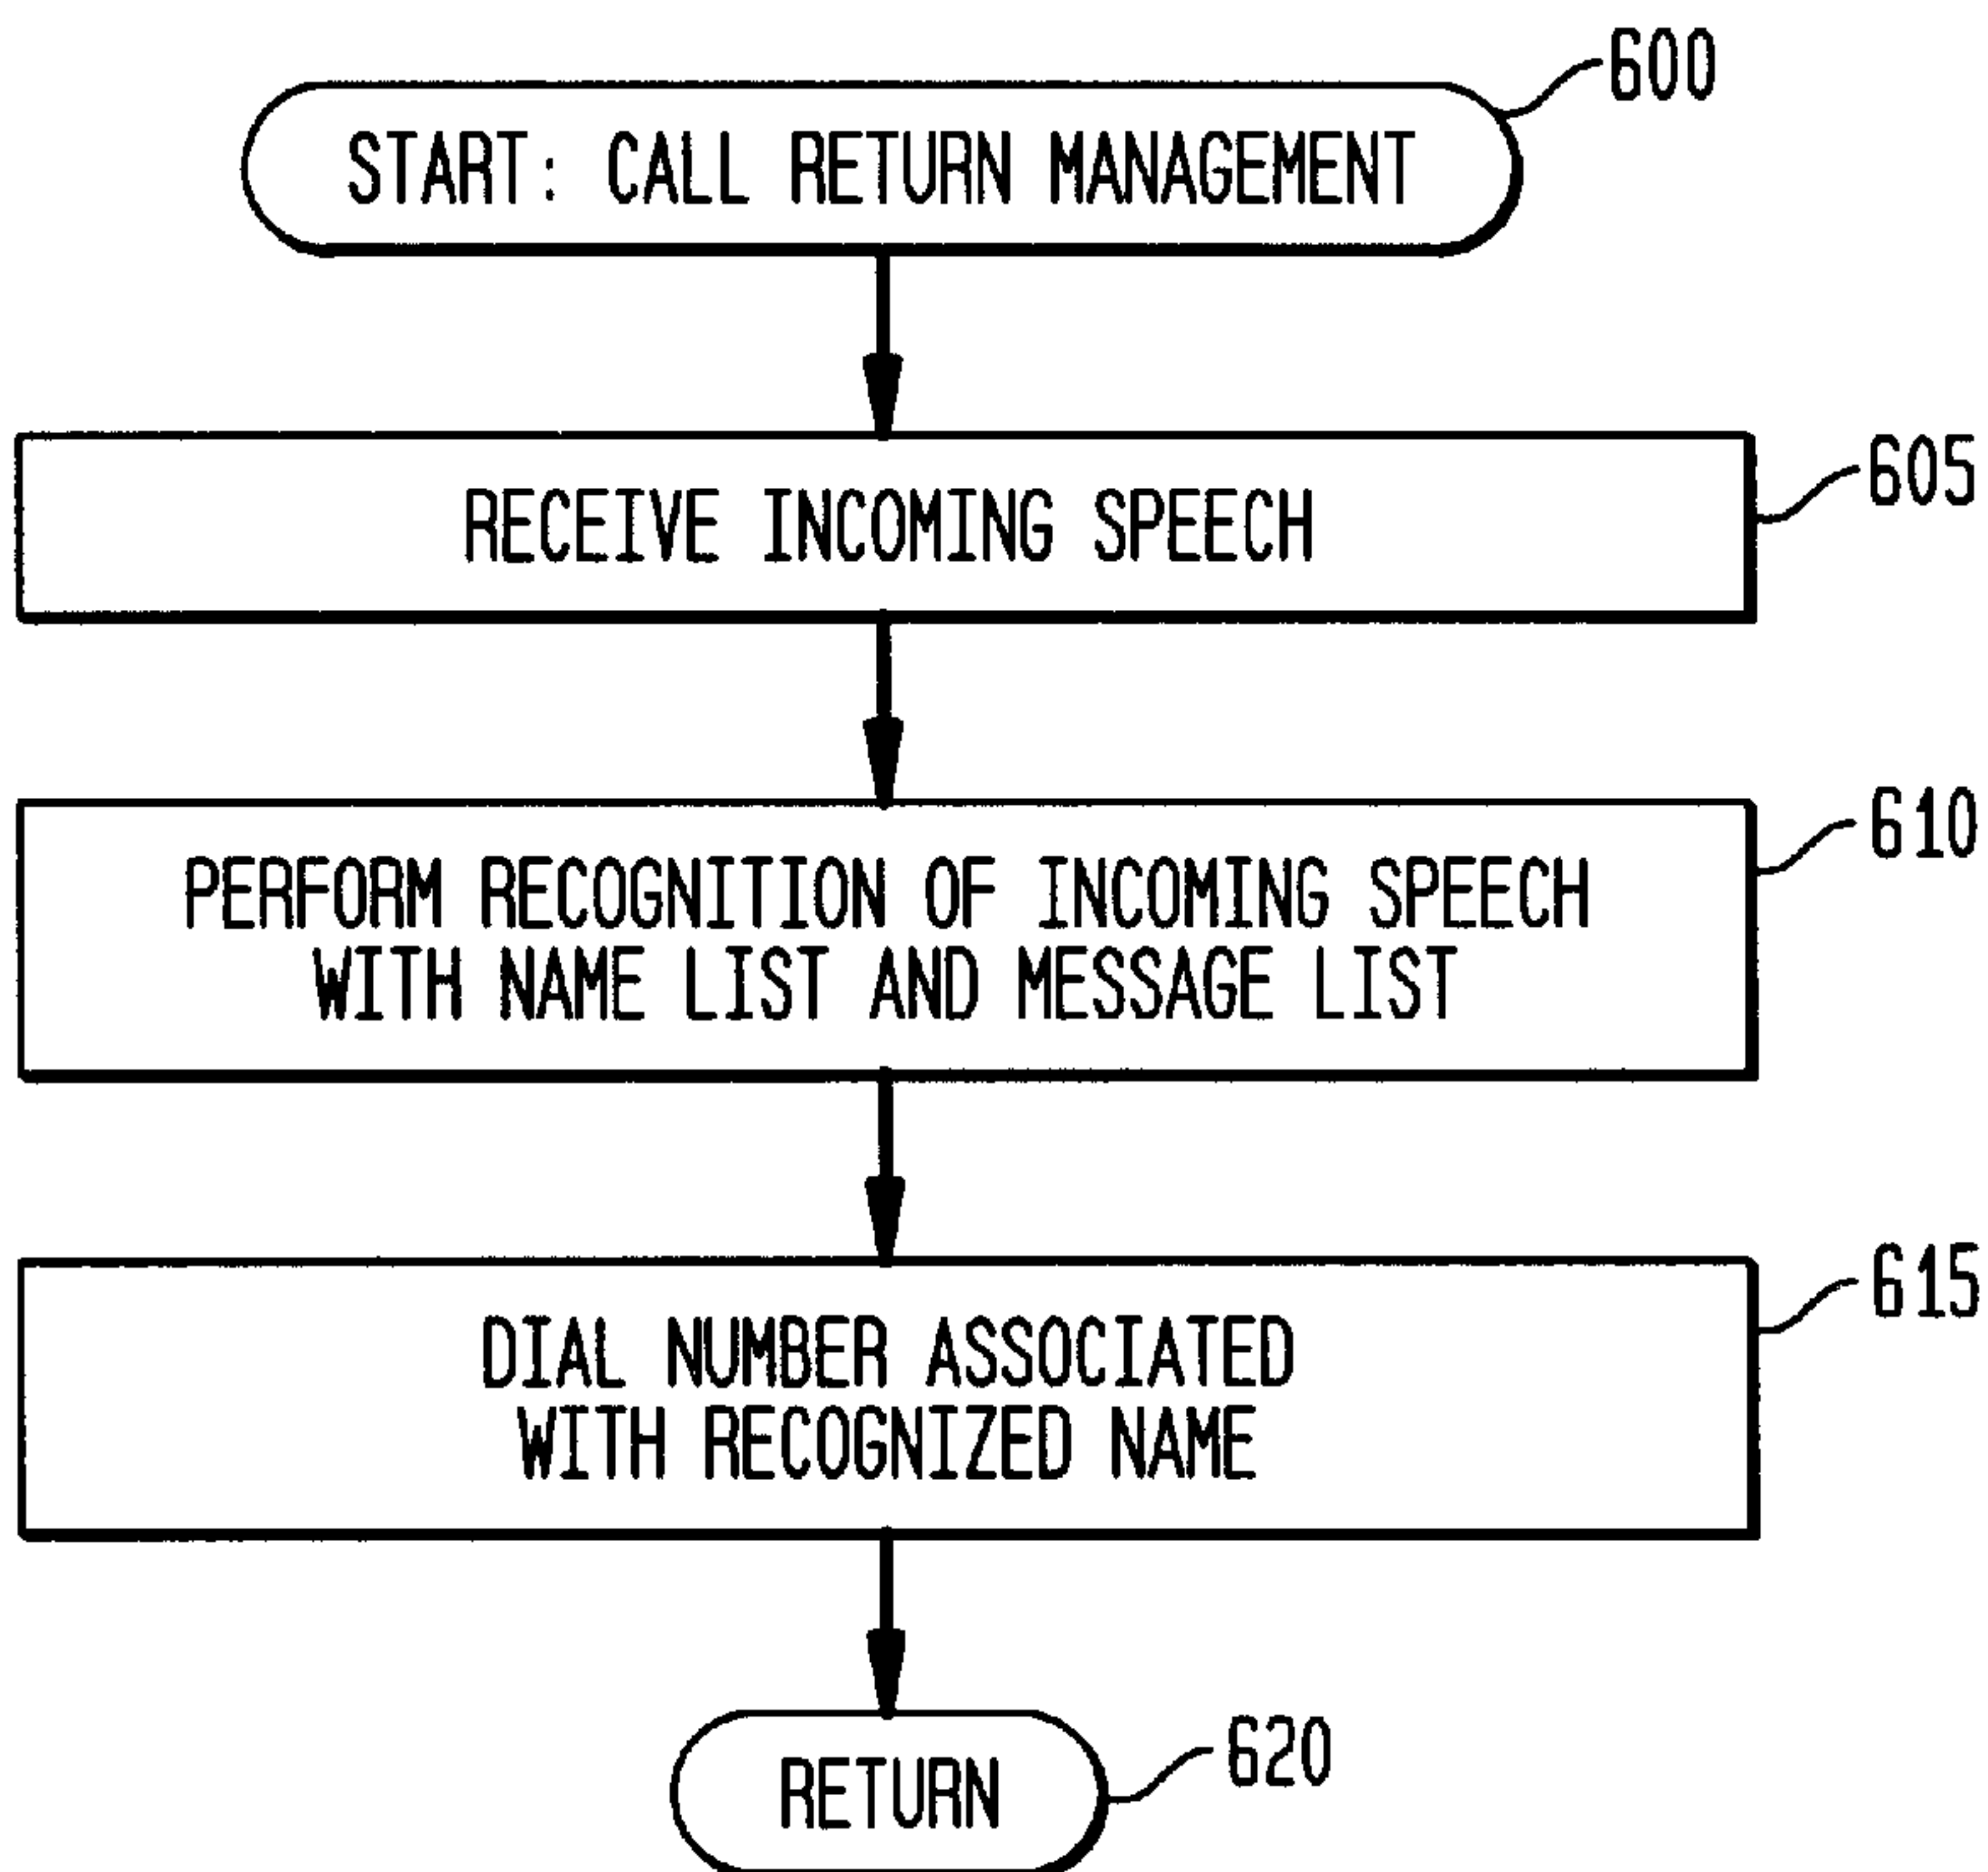 600
START: CALL RETURN MANAGEMENT
605
RECEIVE INCOMING SPEECH
610
PERFORM RECOGNITION OF INCOMING SPEECH
WITH NAME LIST AND MESSAGE LIST
615
DIAL NUMBER ASSOCIATED
WITH RECOGNIZED NAME
620
RETURN